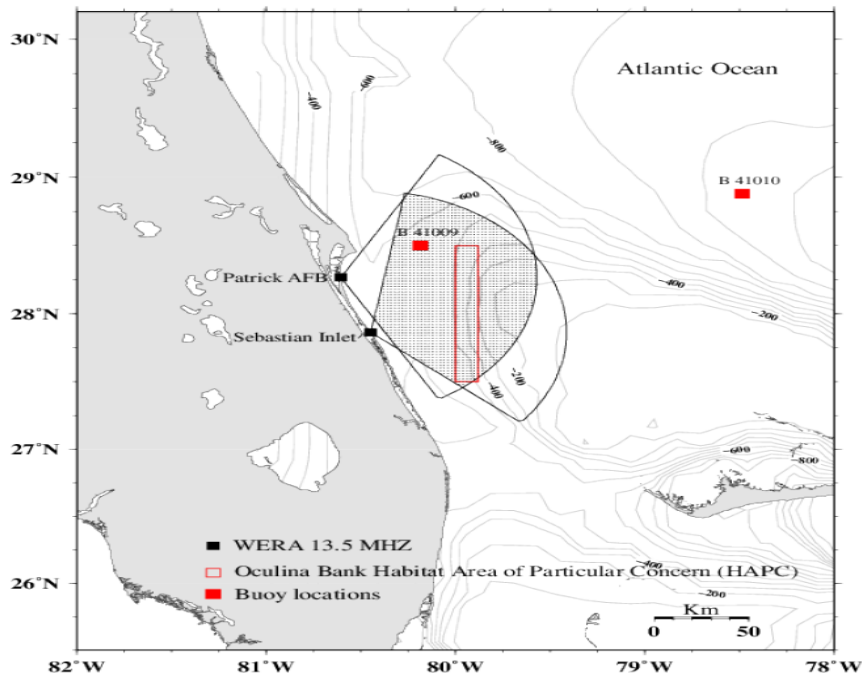 30°N
Atlantic Ocean
-600
-400
-800
29°N
B 41010
-600
B 41009
Patrick AFB
-400
28°N
-200
Sebastian Inlet
-200
-400
27°N
-600
-800
WERA 13.5 MHZ
-400
Oculina Bank Habitat Area of Particular Concern (HAPC)
26°N
-200
Buoy locations
Km
0 50
82°W 81°W 80°W 79°W 78°W